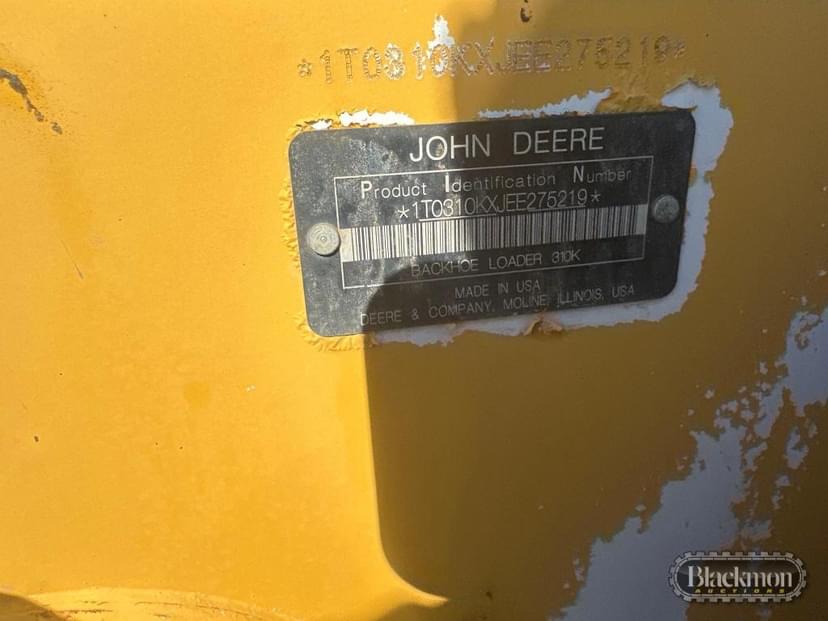 *1T0310KXJEE275219*
JOHN DEERE
Product Identification Number
*1T0310KXJEE275219*
BACKHOE LOADER 310K
MADE IN USA
DEERE & COMPANY, MOLINE, ILLINOIS, USA
Blackmon
AUCTIONS